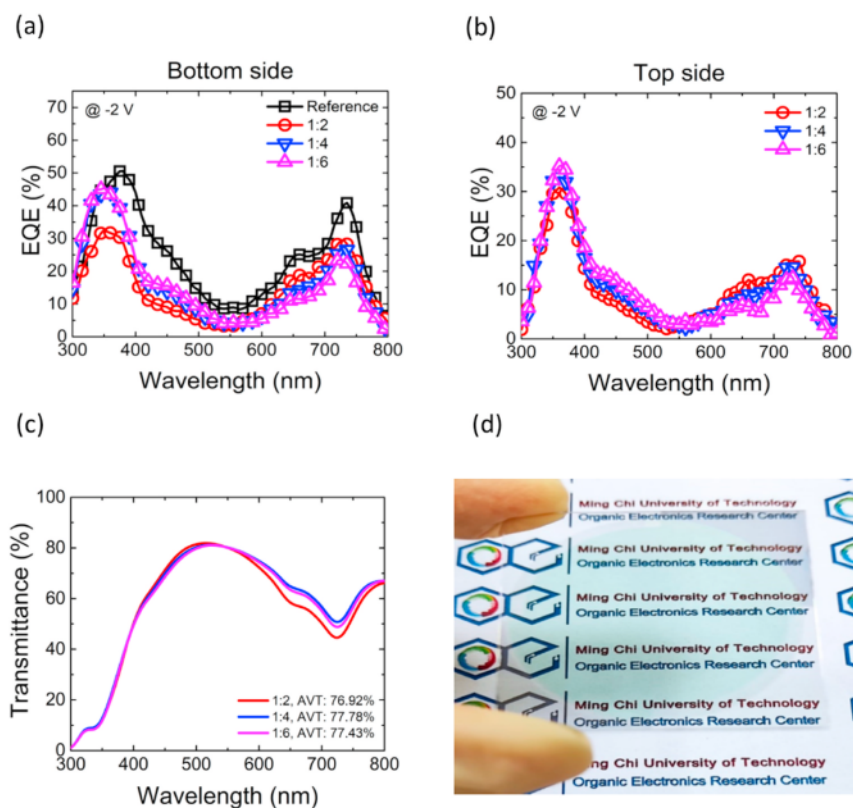 (a)
Bottom side
@ -2 V
Reference
1:2
1:4
1:6
EQE (%)
70
60
50
40
30
20
10
0
300 400 500 600 700 800
Wavelength (nm)
(b)
Top side
@ -2 V
1:2
1:4
1:6
EQE (%)
50
40
30
20
10
0
300 400 500 600 700 800
Wavelength (nm)
(c)
Transmittance (%)
100
80
60
40
20
0
1:2, AVT: 76.92%
1:4, AVT: 77.78%
1:6, AVT: 77.43%
300 400 500 600 700 800
Wavelength (nm)
(d)
Ming Chi University of Technology
Organic Electronics Research Center
Ming Chi University of Technology
Organic Electronics Research Center
Ming Chi University of Technology
Organic Electronics Research Center
Ming Chi University of Technology
Organic Electronics Research Center
Ming Chi University of Technology
Organic Electronics Research Center
Ming Chi University of Technology
Organic Electronics Research Center